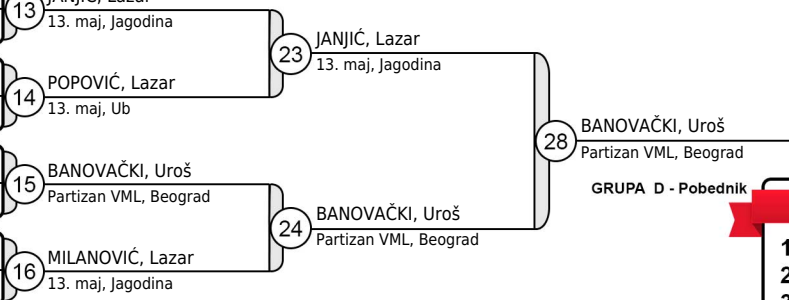 13
13. maj, Jagodina
14
POPOVIĆ, Lazar
13. maj, Ub
23
JANJIĆ, Lazar
13. maj, Jagodina
15
BANOVAČKI, Uroš
Partizan VML, Beograd
16
MILANOVIĆ, Lazar
13. maj, Jagodina
24
BANOVAČKI, Uroš
Partizan VML, Beograd
28
BANOVAČKI, Uroš
Partizan VML, Beograd
GRUPA D - Pobednik
1
2